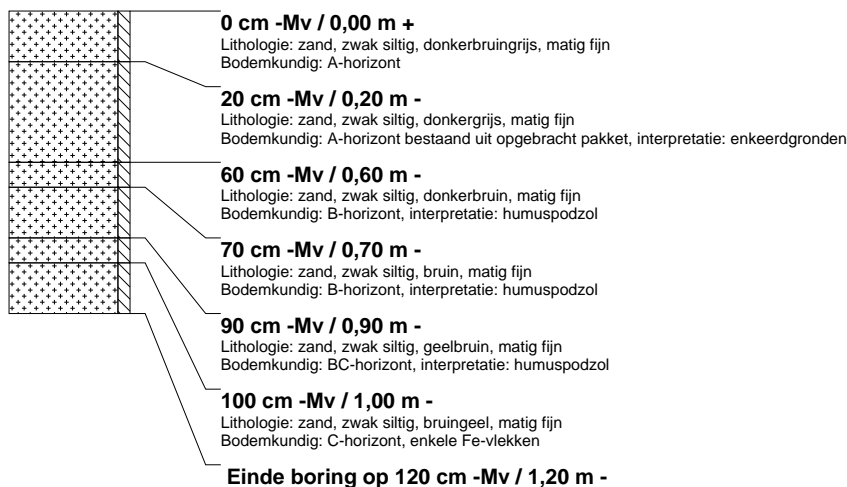 0 cm -Mv / 0,00 m +
Lithologie: zand, zwak siltig, donkerbruingrijs, matig fijn
Bodemkundig: A-horizont
20 cm -Mv / 0,20 m -
Lithologie: zand, zwak siltig, donkergrijs, matig fijn
Bodemkundig: A-horizont bestaand uit opgebracht pakket, interpretatie: enkeerdgronden
60 cm -Mv / 0,60 m -
Lithologie: zand, zwak siltig, donkerbruin, matig fijn
Bodemkundig: B-horizont, interpretatie: humuspodzol
70 cm -Mv / 0,70 m -
Lithologie: zand, zwak siltig, bruin, matig fijn
Bodemkundig: B-horizont, interpretatie: humuspodzol
90 cm -Mv / 0,90 m -
Lithologie: zand, zwak siltig, geelbruin, matig fijn
Bodemkundig: BC-horizont, interpretatie: humuspodzol
100 cm -Mv / 1,00 m -
Lithologie: zand, zwak siltig, bruingeel, matig fijn
Bodemkundig: C-horizont, enkele Fe-vlekken
Einde boring op 120 cm -Mv / 1,20 m -